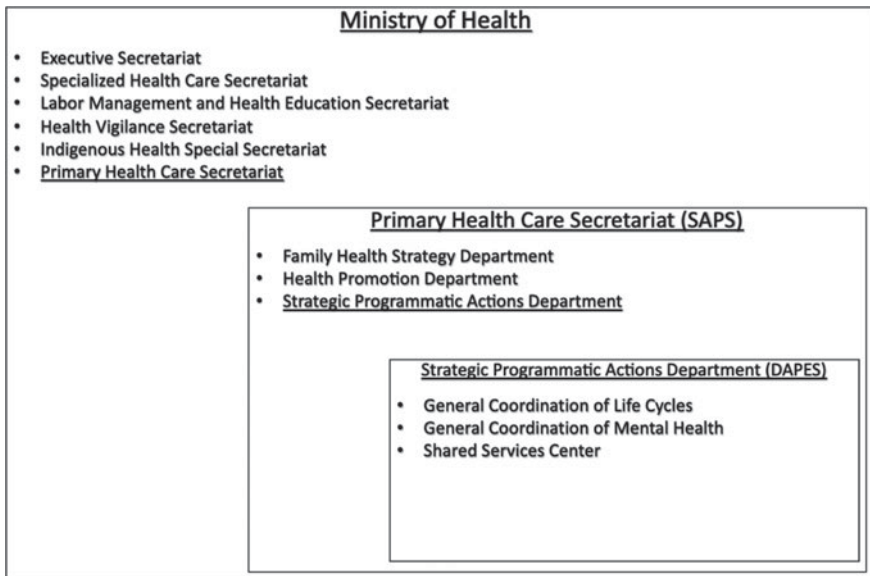 Ministry of Health
• Executive Secretariat
• Specialized Health Care Secretariat
• Labor Management and Health Education Secretariat
• Health Vigilance Secretariat
• Indigenous Health Special Secretariat
• Primary Health Care Secretariat
Primary Health Care Secretariat (SAPS)
• Family Health Strategy Department
• Health Promotion Department
• Strategic Programmatic Actions Department
Strategic Programmatic Actions Department (DAPES)
• General Coordination of Life Cycles
• General Coordination of Mental Health
• Shared Services Center